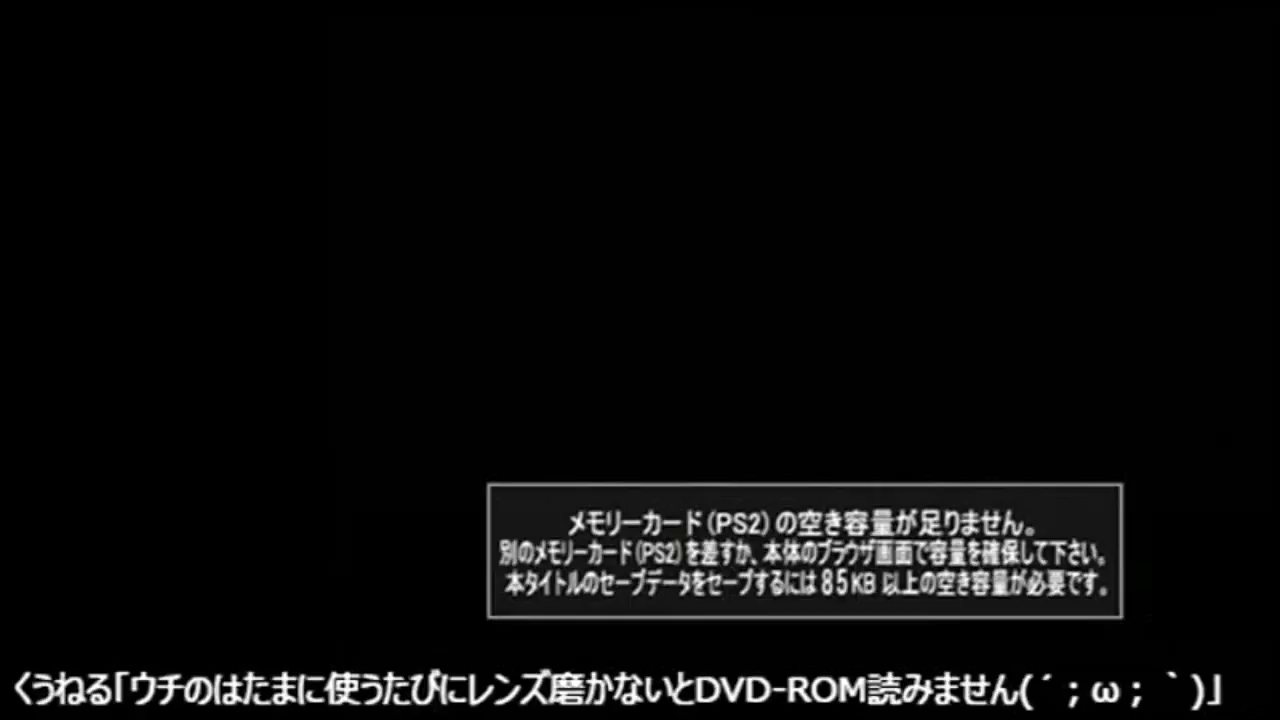 メモリーカード(PS2)の空き容量が足りません。
別のメモリーカード(PS2)を差すか、本体のブラウザ画面で容量を確保して下さい。
本タイトルのセーブデータをセーブするには85KB 以上の空き容量が必要です。
くうねる「ウチのはたまに使うたびにレンズ磨かないとDVD-ROM読みません(´；ω；｀)」